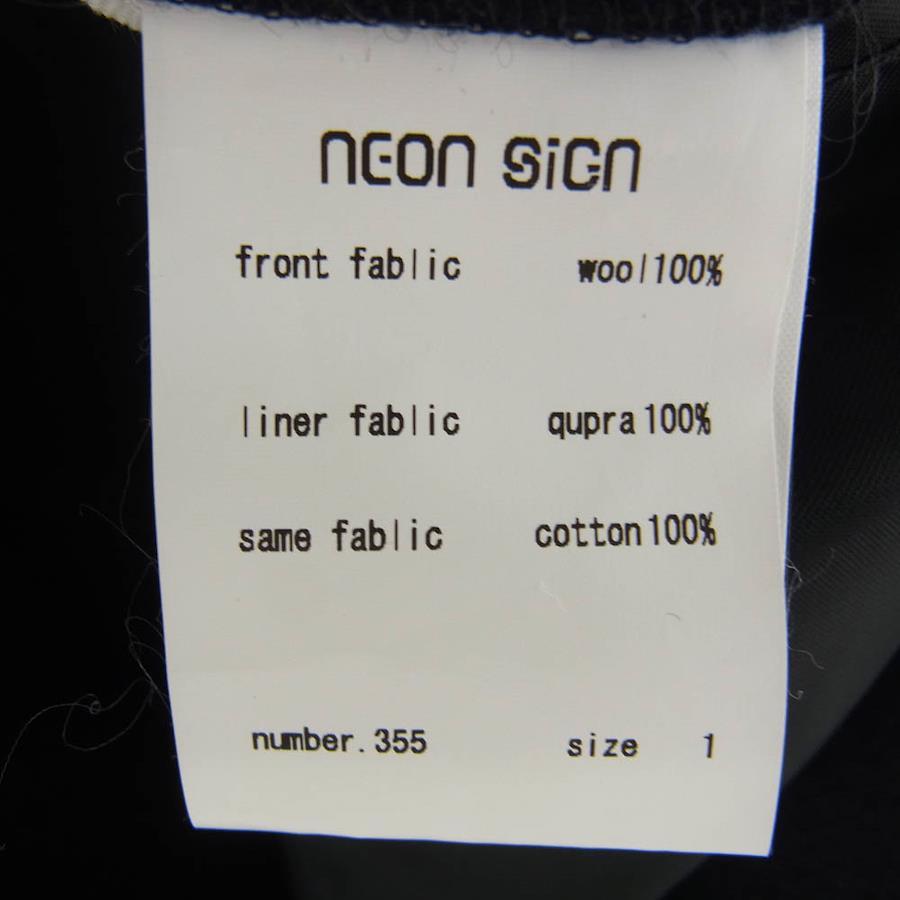 NEON SiGN
front fablic wool100%
liner fablic qupra100%
same fablic cotton100%
number.355 size 1